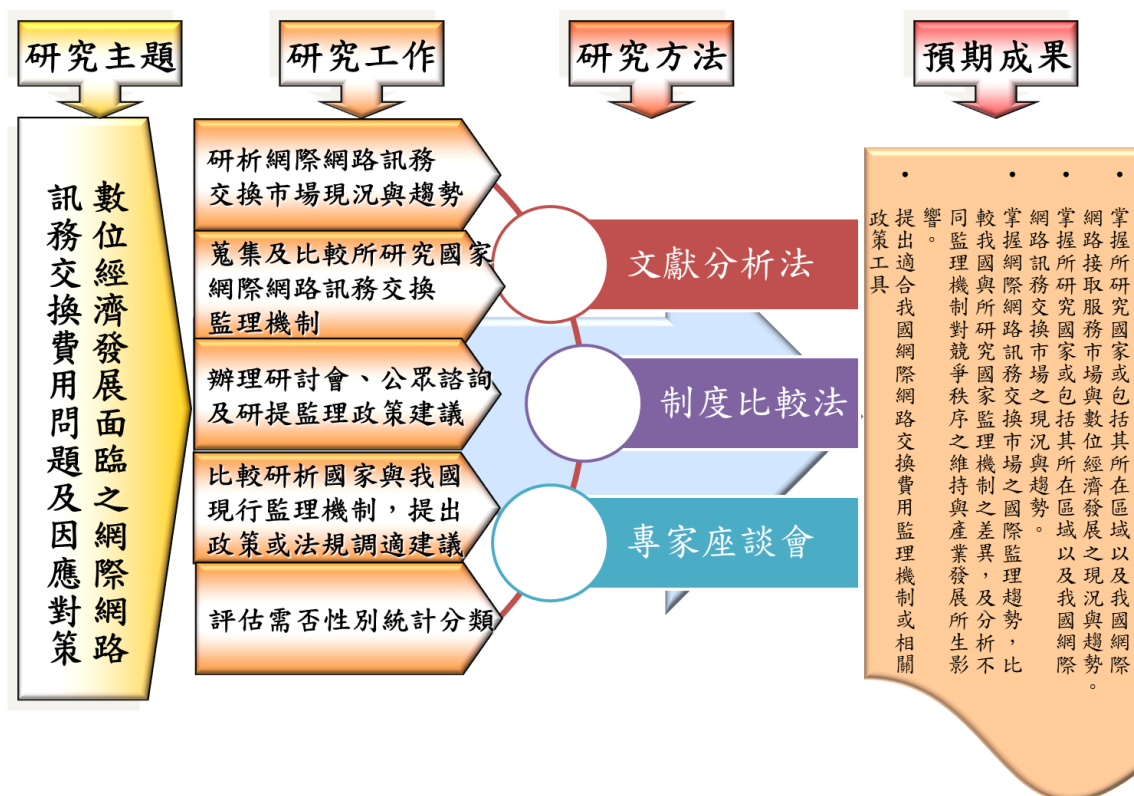 研究主題
研究工作
研究方法
預期成果
數位經濟發展面臨之網際網路
訊務交換費用問題及因應對策
研析網際網路訊務
交換市場現況與趨勢
蒐集及比較所研究國家
網際網路訊務交換
監理機制
辦理研討會、公眾諮詢
及研提監理政策建議
比較研析國家與我國
現行監理機制，提出
政策或法規調適建議
評估需否性別統計分類
文獻分析法
制度比較法
專家座談會
• 掌握所研究國家或包括其所在區域以及我國網際
網路接取服務市場與數位經濟發展之現況與趨勢。
• 掌握所研究國家或包括其所在區域以及我國網際
網路訊務交換市場之現況與趨勢。
• 掌握網際網路訊務交換市場之國際監理趨勢，比
較我國與所研究國家監理機制之差異，及分析不
同監理機制對競爭秩序之維持與產業發展所生影
響。
• 提出適合我國網際網路交換費用監理機制或相關
政策工具